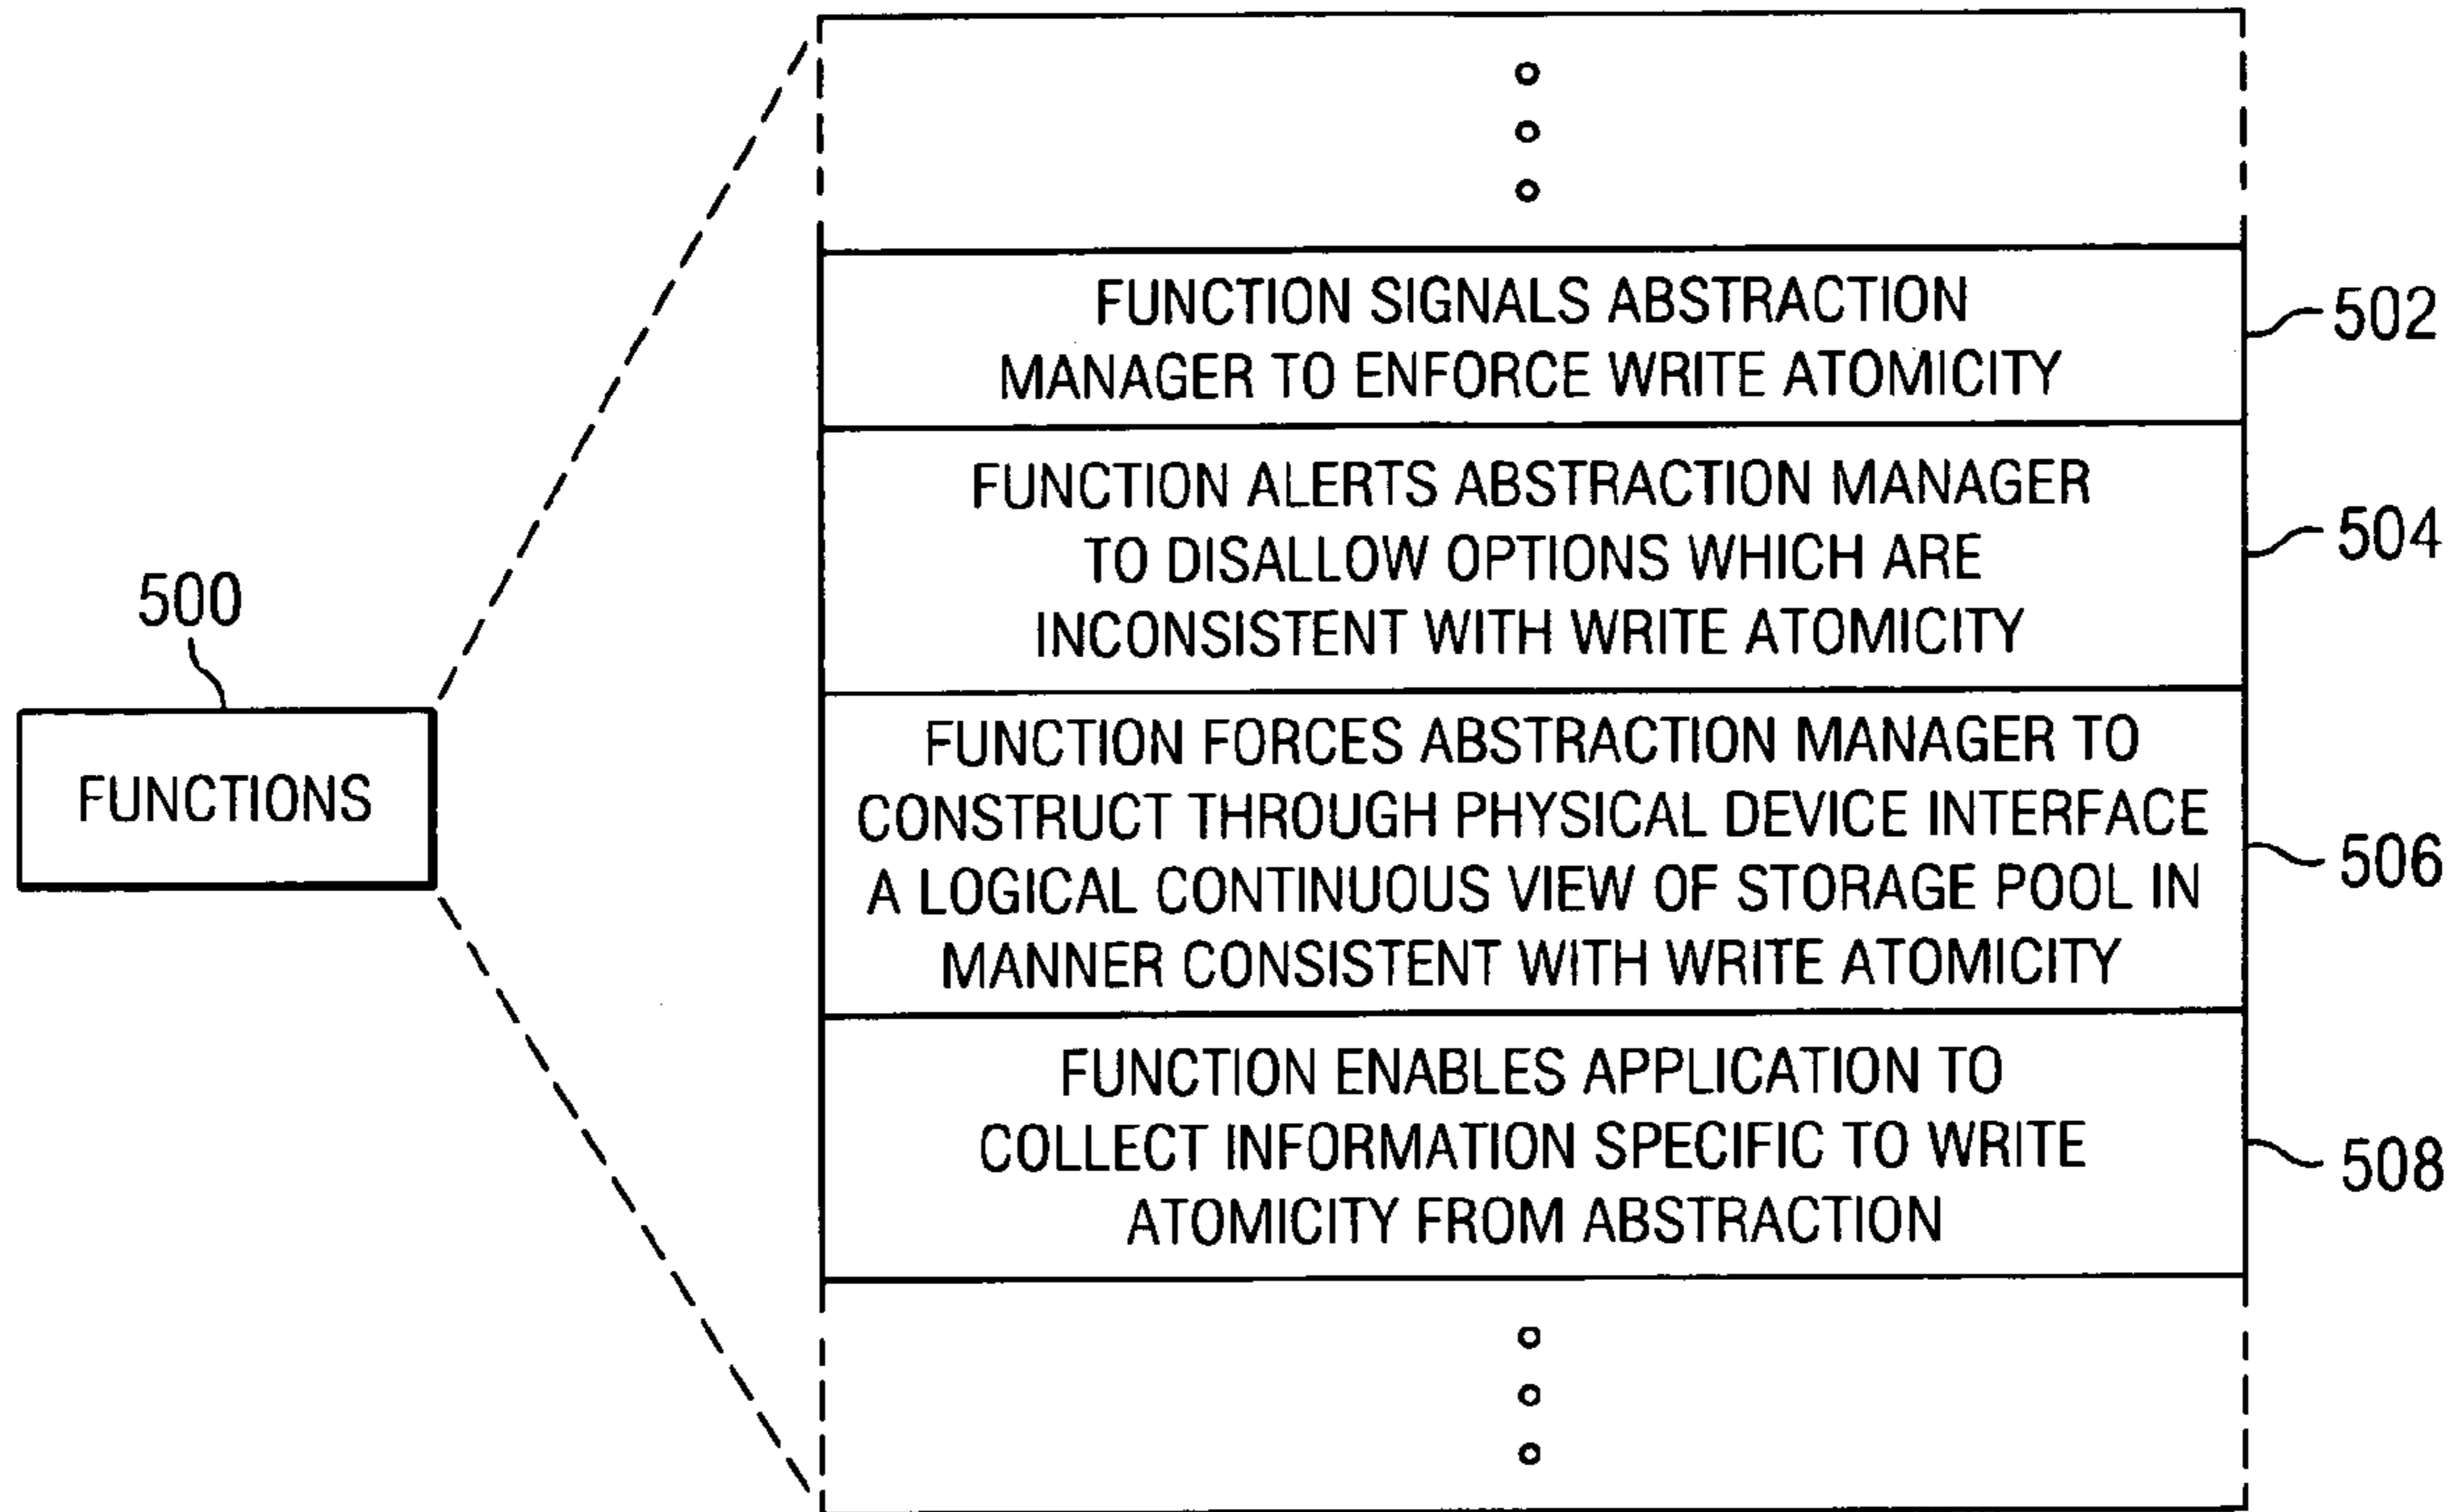 FUNCTION SIGNALS ABSTRACTION
MANAGER TO ENFORCE WRITE ATOMICITY
502
FUNCTION ALERTS ABSTRACTION MANAGER
TO DISALLOW OPTIONS WHICH ARE
INCONSISTENT WITH WRITE ATOMICITY
504
500
FUNCTIONS
FUNCTION FORCES ABSTRACTION MANAGER TO
CONSTRUCT THROUGH PHYSICAL DEVICE INTERFACE
A LOGICAL CONTINUOUS VIEW OF STORAGE POOL IN
MANNER CONSISTENT WITH WRITE ATOMICITY
506
FUNCTION ENABLES APPLICATION TO
COLLECT INFORMATION SPECIFIC TO WRITE
ATOMICITY FROM ABSTRACTION
508